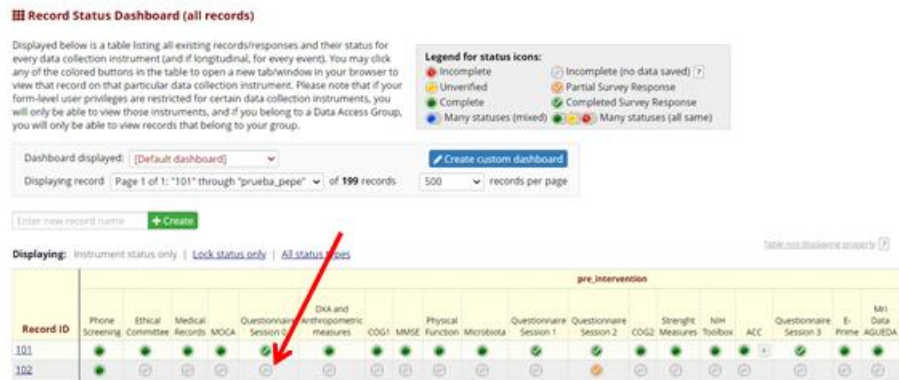 Record Status Dashboard (all records)
Displayed below is a table listing all existing records/responses and their status for
every data collection instrument (and if longitudinal, for every event). You may click
any of the colored buttons in the table to open a new tab/window in your browser to
view that record on that particular data collection instrument. Please note that if your
form-level user privileges are restricted for certain data collection instruments, you
will only be able to view those instruments, and if you belong to a Data Access Group,
you will only be able to view records that belong to your group.
Legend for status icons:
Incomplete Incomplete (no data saved) ?
Unverified Partial Survey Response
Complete Completed Survey Response
Many statuses (mixed) Many statuses (all same)
Dashboard displayed: [Default dashboard] Create custom dashboard
Displaying record Page 1 of 1: "101" through "prueba_pepe" of 199 records 500 records per page
Enter new record name + Create
Table not displaying properly ?
Displaying: Instrument status only | Lock status only | All status types
pre_intervention
Record ID Phone Screening Ethical Committee Medical Records MOCA Questionnaire Session 0 DXA and Anthropometric measures COG1 MMSE Physical Function Microbiota Questionnaire Session 1 Questionnaire Session 2 COG2 Strenght Measures NIH Toolbox ACC Questionnaire Session 3 E-Prime Mri Data AGUEDA
101 +
102